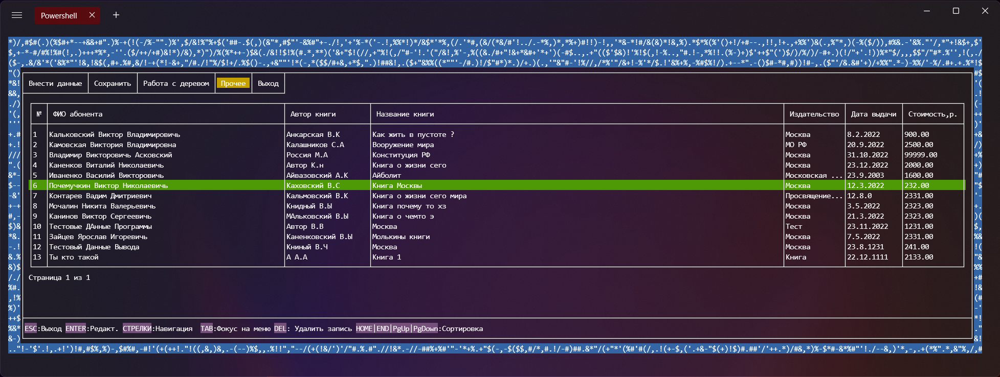 Powershell
Внести данные Сохранить Работа с деревом Прочее Выход
№ ФИО абонента Автор книги Название книги Издательство Дата выдачи Стоимость,р.
1 Кальковский Виктор Владимировичь Анкарская В.К Как жить в пустоте ? Москва 8.2.2022 900.00
2 Камовская Виктория Владимировна Калашников С.А Вооружение мира МО РФ 20.9.2022 2500.00
3 Владимир Викторовичь Асковский Россия М.А Конституция РФ Москва 31.10.2022 99999.00
4 Каненков Виталий Николаевичь Автор К.н Книга о жизни сего Москва 23.12.2022 2000.00
5 Иваненко Василий Викторовичь Айвазовский А.К Айболит Московская ... 23.9.2003 1600.00
6 Почемучкин Виктор Николаевичь Каховский В.С Книга Москвы Москва 12.3.2022 232.00
7 Контарев Вадим Дмитриевич Кальмовский В.К Книга о жизни сего мира Просвящение... 12.8.0 2331.00
8 Мочалин Никита Валерьевичь Книдный В.Ы Книга почему то хз Москва 3.5.2022 2323.00
9 Канинов Виктор Сергеевичь МАльковский В.Ы Книга о чемто э Москва 21.3.2022 2323.00
10 Тестовые ДАнные Программы Автор В.В Москва Тест 23.11.2022 1231.00
11 Зайцев Ярослав Игоревичь Каненковский В.Ы Молькины книги Москва 7.5.2022 2331.00
12 Тестовый Данные Вывода Книный В.Ч Москва Москва 23.8.1231 241.00
13 Ты кто такой А А.А Книга 1 Книга 22.12.1111 2133.00
Страница 1 из 1
ESC:Выход ENTER:Редакт. СТРЕЛКИ:Навигация TAB:Фокус на меню DEL: Удалить запись HOME|END|PgUp|PgDown:Сортировка